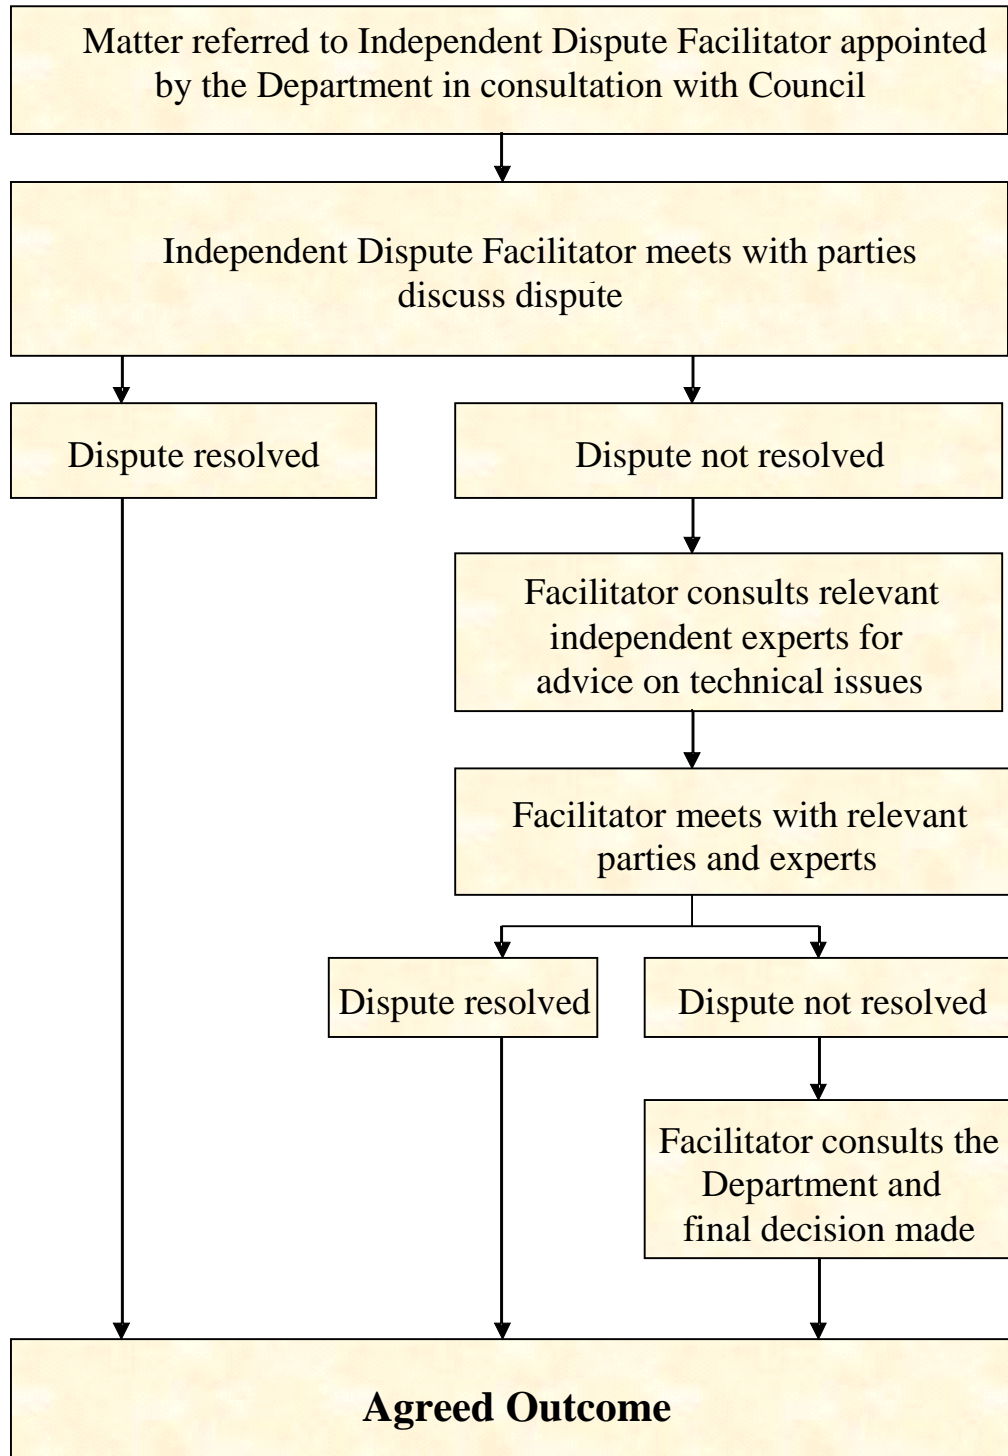 Matter referred to Independent Dispute Facilitator appointed
by the Department in consultation with Council
Independent Dispute Facilitator meets with parties
discuss dispute
Dispute resolved
Dispute not resolved
Facilitator consults relevant
independent experts for
advice on technical issues
Facilitator meets with relevant
parties and experts
Dispute resolved
Dispute not resolved
Facilitator consults the
Department and
final decision made
Agreed Outcome